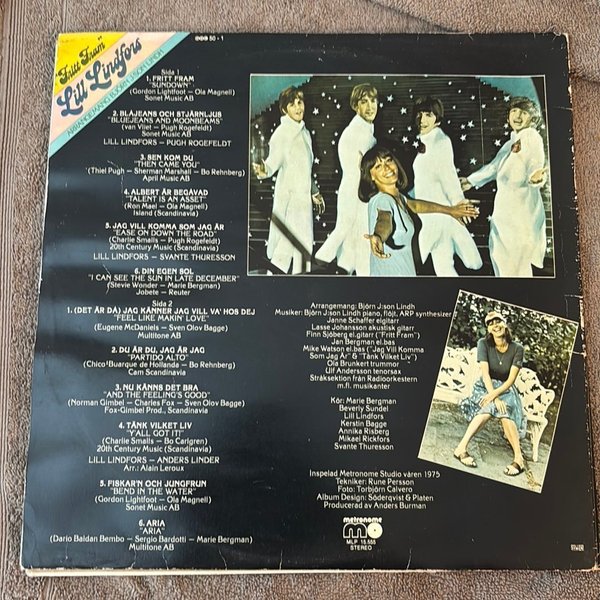 "Fritt Fram"
Lill Lindfors
ARRANGEMANG: BJÖRN J:SON LINDH
50 - 1
Side 1
1. FRITT FRAM
"SUNDOWN"
(Gordon Lightfoot — Ola Magnell)
Sonet Music AB
2. BLÅJEANS OCH STJÄRNLJUS
"BLUEJEANS AND MOONBEAMS"
(van Vliet — Pugh Rogefeldt)
Sonet Music AB
LILL LINDFORS — PUGH ROGEFELDT
3. SEN KOM DU
"THEN CAME YOU"
(Thiel Pugh — Sherman Marshall — Bo Rehnberg)
April Music AB
4. ALBERT ÄR BEGÅVAD
"TALENT IS AN ASSET"
(Ron Mael — Ola Magnell)
Island (Scandinavia)
5. JAG VILL KOMMA SOM JAG ÄR
"EASE ON DOWN THE ROAD"
(Charlie Smalls — Pugh Rogefeldt)
20th Century Music (Scandinavia)
LILL LINDFORS — SVANTE THURESSON
6. DIN EGEN SOL
"I CAN SEE THE SUN IN LATE DECEMBER"
(Stevie Wonder — Marie Bergman)
Jobete — Reuter
Side 2
1. (DET ÄR DÅ) JAG KÄNNER JAG VILL VA' HOS DEJ
"FEEL LIKE MAKIN' LOVE"
(Eugene McDaniels — Sven Olov Bagge)
Multitone AB
2. DU ÄR DU, JAG ÄR JAG
"PARTIDO ALTO"
(Chico Buarque de Hollanda — Bo Rehnberg)
Cam Scandinavia
3. NU KÄNNS DET BRA
"AND THE FEELING'S GOOD"
(Norman Gimbel — Charles Fox — Sven Olov Bagge)
Fox-Gimbel Prod., Scandinavia
4. TÄNK VILKET LIV
"Y'ALL GOT IT!"
(Charlie Smalls — Bo Carlgren)
20th Century Music (Scandinavia)
LILL LINDFORS — ANDERS LINDER
Arr.: Alain Leroux
5. FISKAR'N OCH JUNGFRUN
"BEND IN THE WATER"
(Gordon Lightfoot — Ola Magnell)
Sonet Music AB
6. ARIA
"ARIA"
(Dario Baldan Bembo — Sergio Bardotti — Marie Bergman)
Multitone AB
Arrangemang: Björn J:son Lindh
Musiker: Björn J:son Lindh piano, flöjt, ARP synthesizer
Janne Schaffer elgitarr
Lasse Johansson akustisk gitarr
Finn Sjöberg el.gitarr ("Fritt Fram")
Jan Bergman el.bas
Mike Watson el.bas ("Jag Vill Komma
Som Jag Är" & "Tänk Vilket Liv)
Ola Brunkert trummor
Ulf Andersson tenorsax
Stråksektion från Radioorkestern
m.fl. musikanter
Kör: Marie Bergman
Beverly Sundel
Lill Lindfors
Kerstin Bagge
Annika Risberg
Mikael Rickfors
Svante Thuresson
Inspelad Metronome Studio våren 1975
Tekniker: Rune Persson
Foto: Torbjörn Calvero
Album Design: Söderqvist & Platen
Producerad av Anders Burman
metronome
MLP 15.555
STEREO